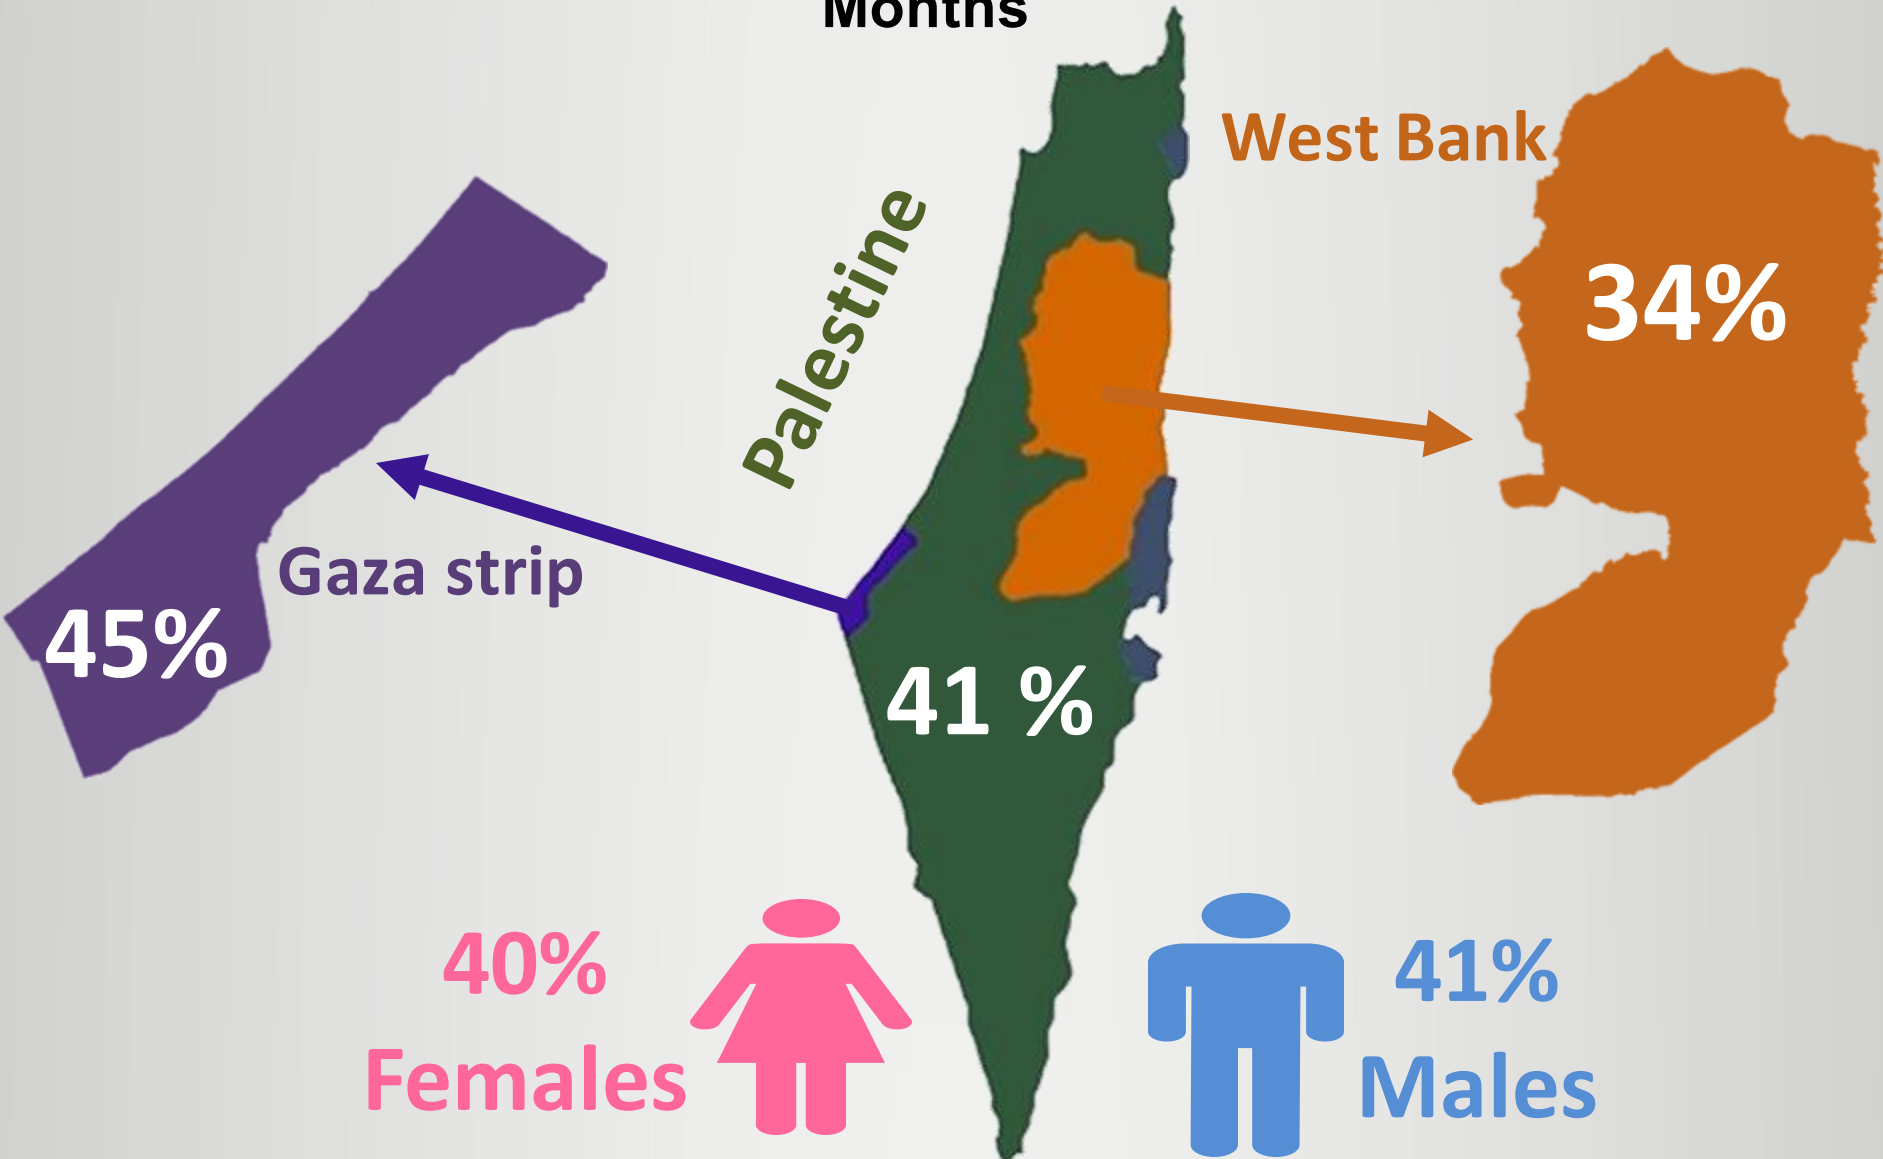 Months
West Bank
Palestine
34%
Gaza strip
45%
41 %
40%
Females
41%
Males